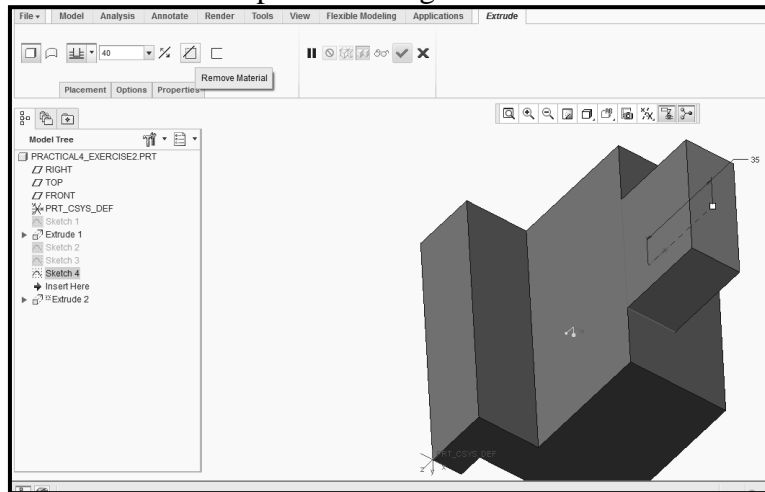 File Model Analysis Annotate Render Tools View Flexible Modeling Applications Extrude
40
Remove Material
Placement Options Properties
Model Tree
PRACTICAL4_EXERCISE2.PRT
RIGHT
TOP
FRONT
PRT_CSYS_DEF
Sketch 1
Extrude 1
Sketch 2
Sketch 3
Sketch 4
Insert Here
Extrude 2
35
PRT_CSYS_DEF
z y x